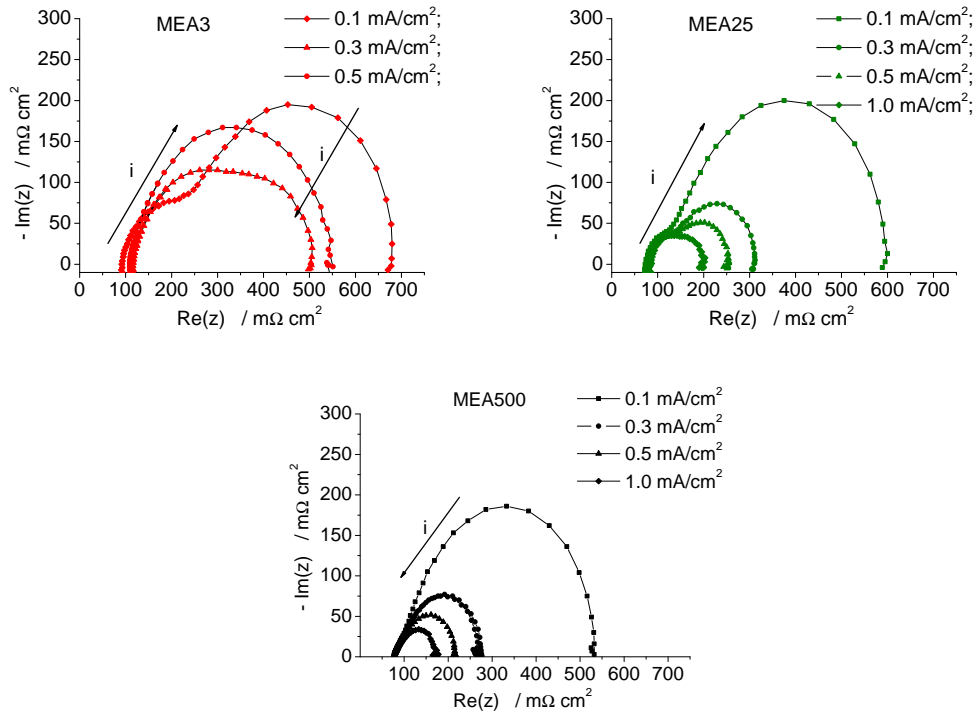 MEA3
0.1 mA/cm²;
0.3 mA/cm²;
0.5 mA/cm²;
300
250
200
150
100
50
0
- Im(z) / mΩ cm²
i
i
100 200 300 400 500 600 700
Re(z) / mΩ cm²
MEA25
0.1 mA/cm²;
0.3 mA/cm²;
0.5 mA/cm²;
1.0 mA/cm²;
300
250
200
150
100
50
0
- Im(z) / mΩ cm²
i
100 200 300 400 500 600 700
Re(z) / mΩ cm²
MEA500
0.1 mA/cm²
0.3 mA/cm²
0.5 mA/cm²
1.0 mA/cm²
300
250
200
150
100
50
0
- Im(z) / mΩ cm²
i
100 200 300 400 500 600 700
Re(z) / mΩ cm²